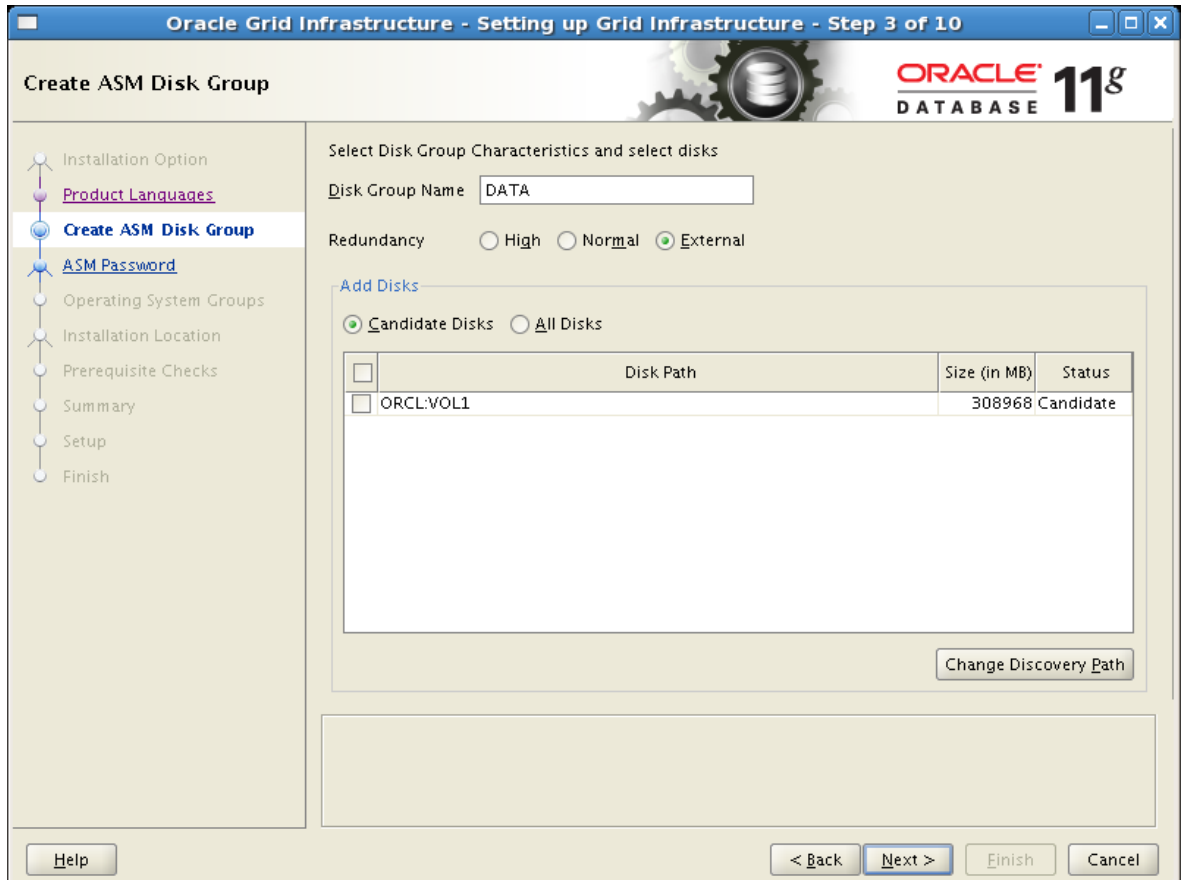 Oracle Grid Infrastructure - Setting up Grid Infrastructure - Step 3 of 10
Create ASM Disk Group
ORACLE
DATABASE 11g
Installation Option
Product Languages
Create ASM Disk Group
ASM Password
Operating System Groups
Installation Location
Prerequisite Checks
Summary
Setup
Finish
Select Disk Group Characteristics and select disks
Disk Group Name DATA
Redundancy High Normal External
Add Disks
Candidate Disks All Disks
Disk Path Size (in MB) Status
ORCL:VOL1 308968 Candidate
Change Discovery Path
Help < Back Next > Finish Cancel